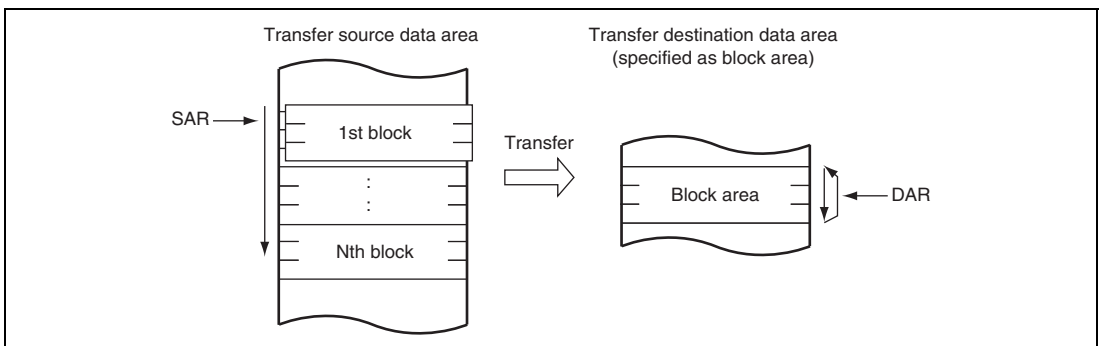 Transfer source data area
Transfer destination data area
(specified as block area)
SAR
1st block
Transfer
:
:
Block area
DAR
Nth block